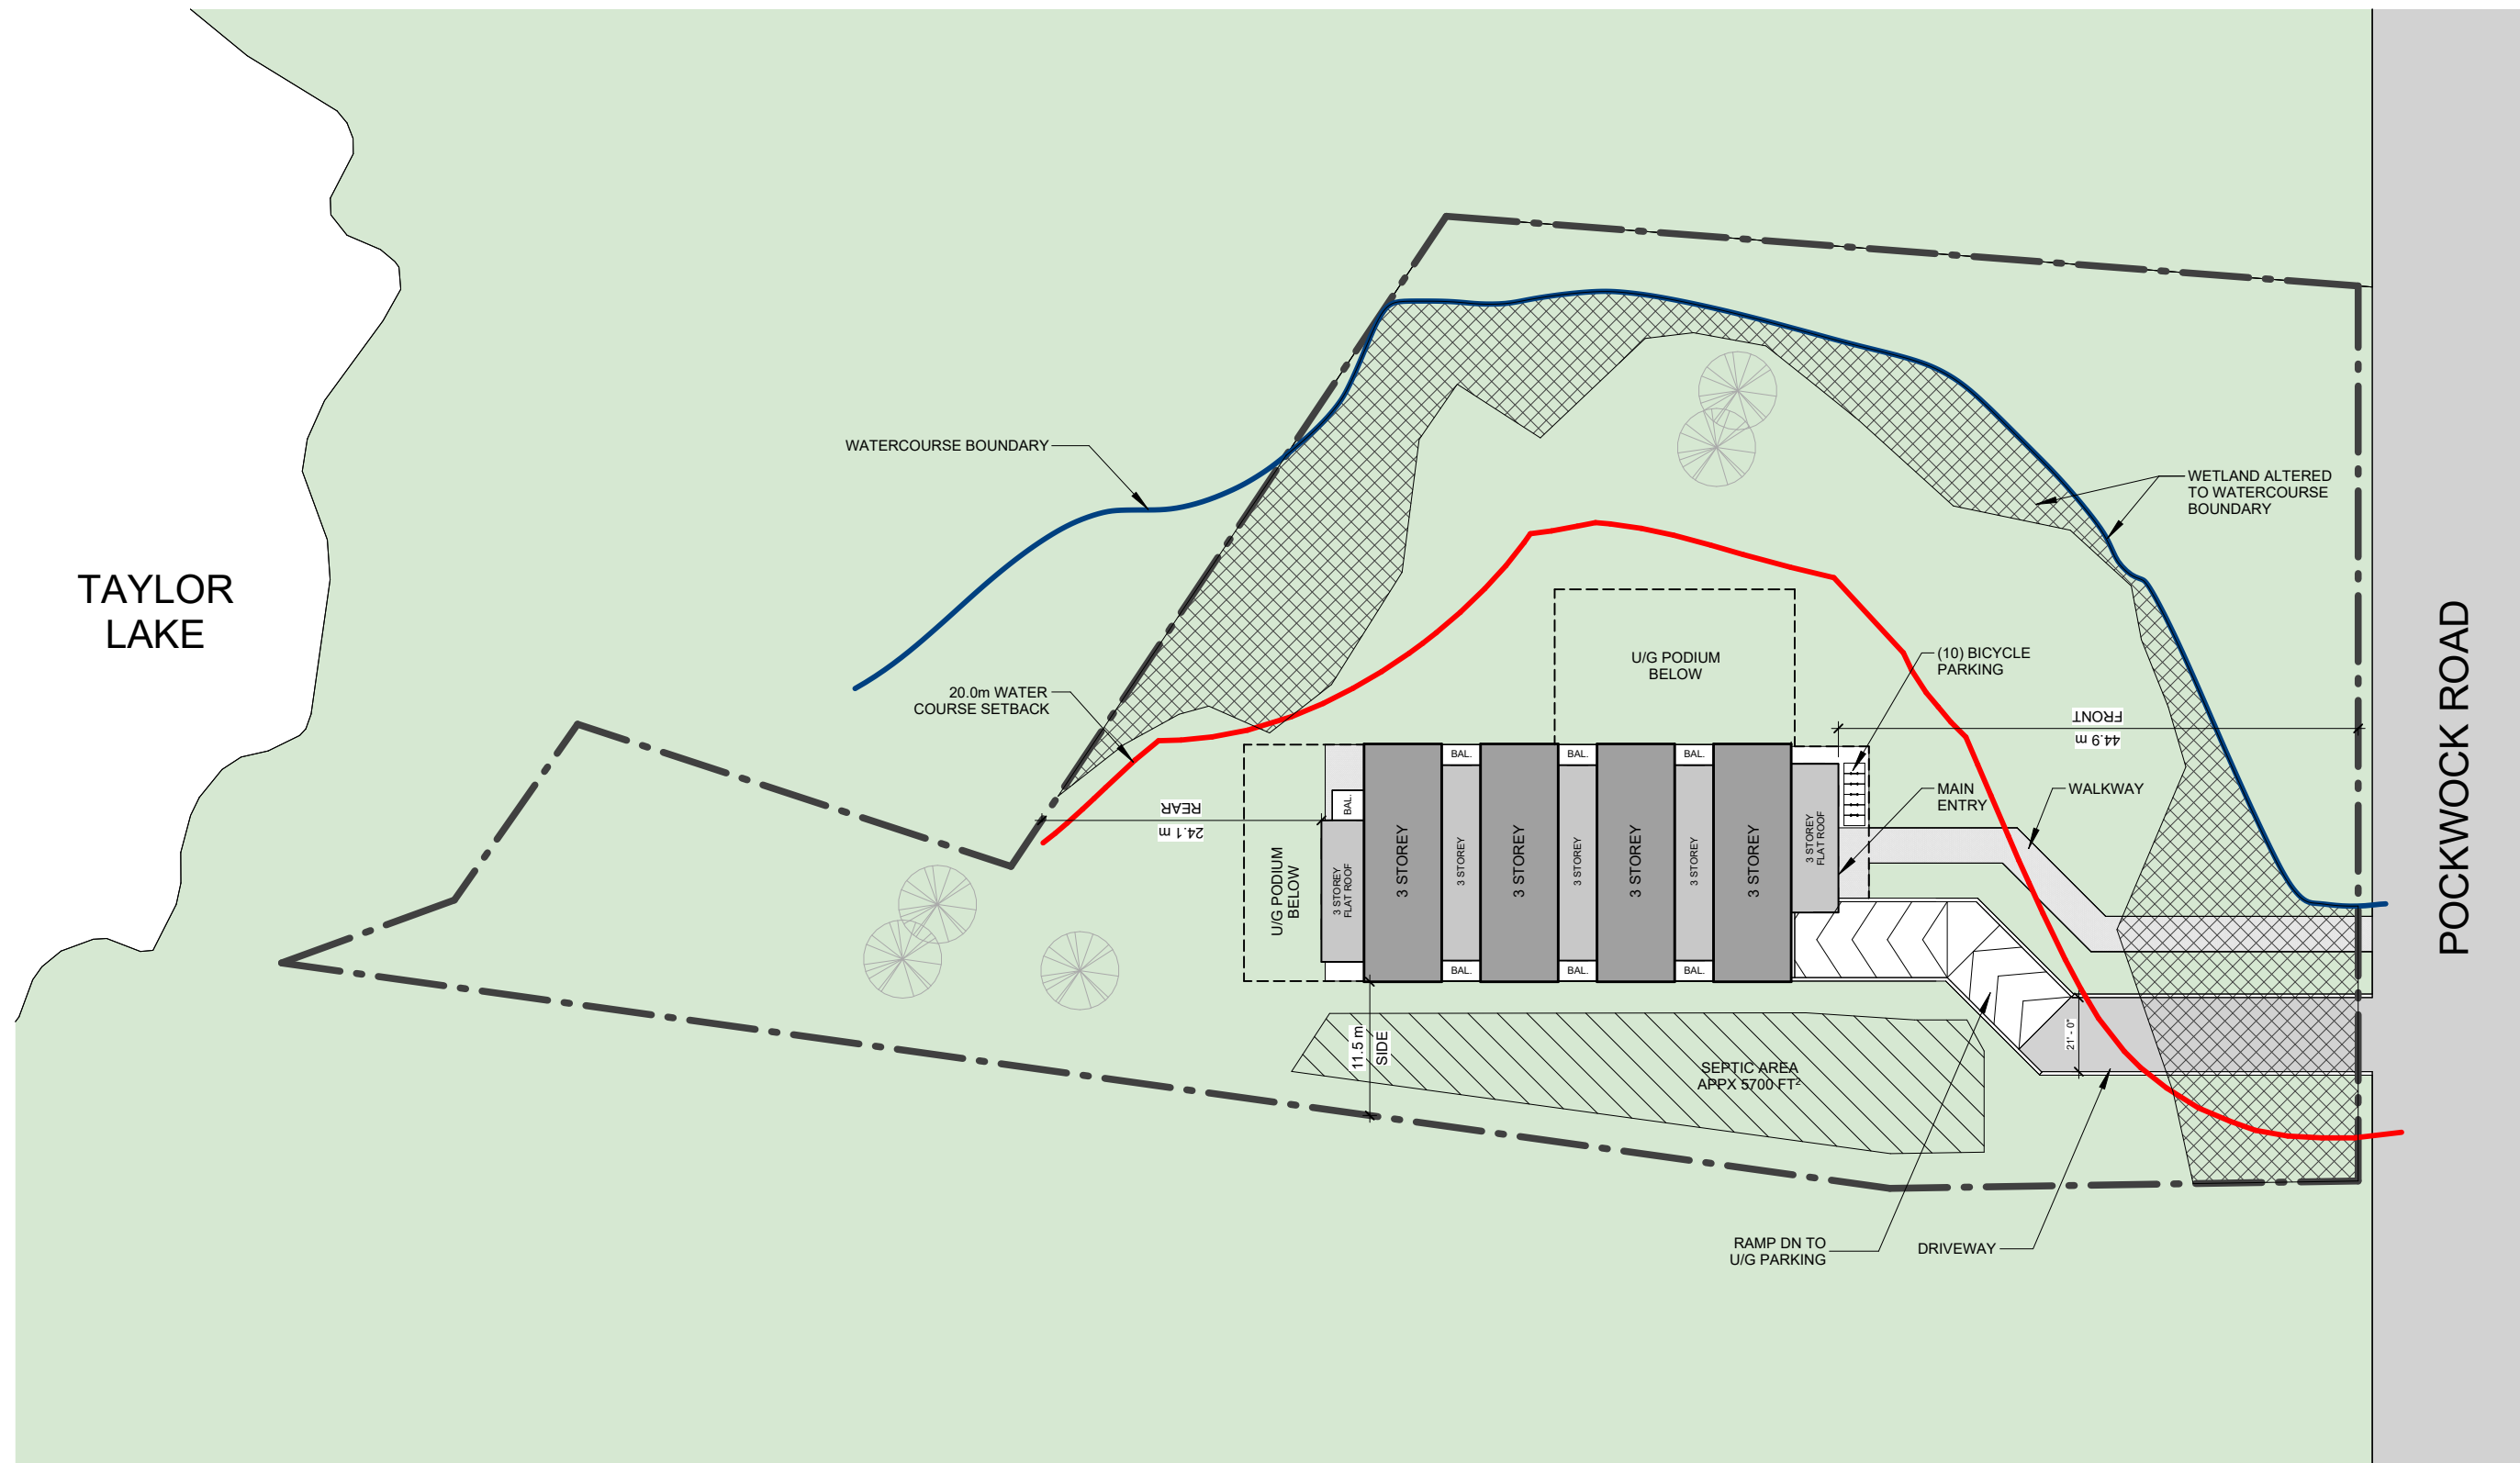 TAYLOR
LAKE
WATERCOURSE BOUNDARY
20.0m WATER
COURSE SETBACK
WETLAND ALTERED
TO WATERCOURSE
BOUNDARY
(10) BICYCLE
PARKING
U/G PODIUM
BELOW
FRONT
44.9 m
MAIN
ENTRY
WALKWAY
REAR
24.1 m
U/G PODIUM
BELOW
BAL.
BAL.
BAL.
BAL.
3 STOREY
FLAT ROOF
3 STOREY
3 STOREY
3 STOREY
3 STOREY
3 STOREY
3 STOREY
3 STOREY
3 STOREY
FLAT ROOF
BAL.
BAL.
BAL.
11.5 m
SIDE
SEPTIC AREA
APPX 5700 FT²
21' - 0"
RAMP DN TO
U/G PARKING
DRIVEWAY
POCKWOCK ROAD